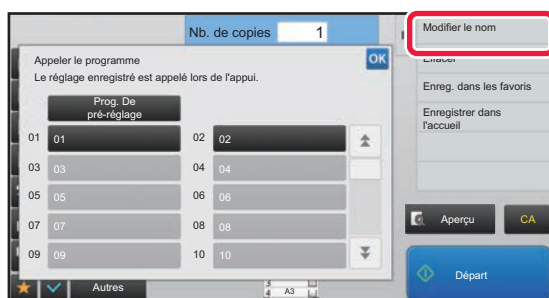 Nb. de copies 1
Appeler le programme
OK
Le réglage enregistré est appelé lors de l'appui.
Prog. De
pré-réglage
01 01 02 02
03 03 04 04
05 05 06 06
07 07 08 08
09 09 10 10
Autres
A3
Modifier le nom
Effacer
Enreg. dans les favoris
Enregistrer dans
l'accueil
Aperçu
CA
Départ